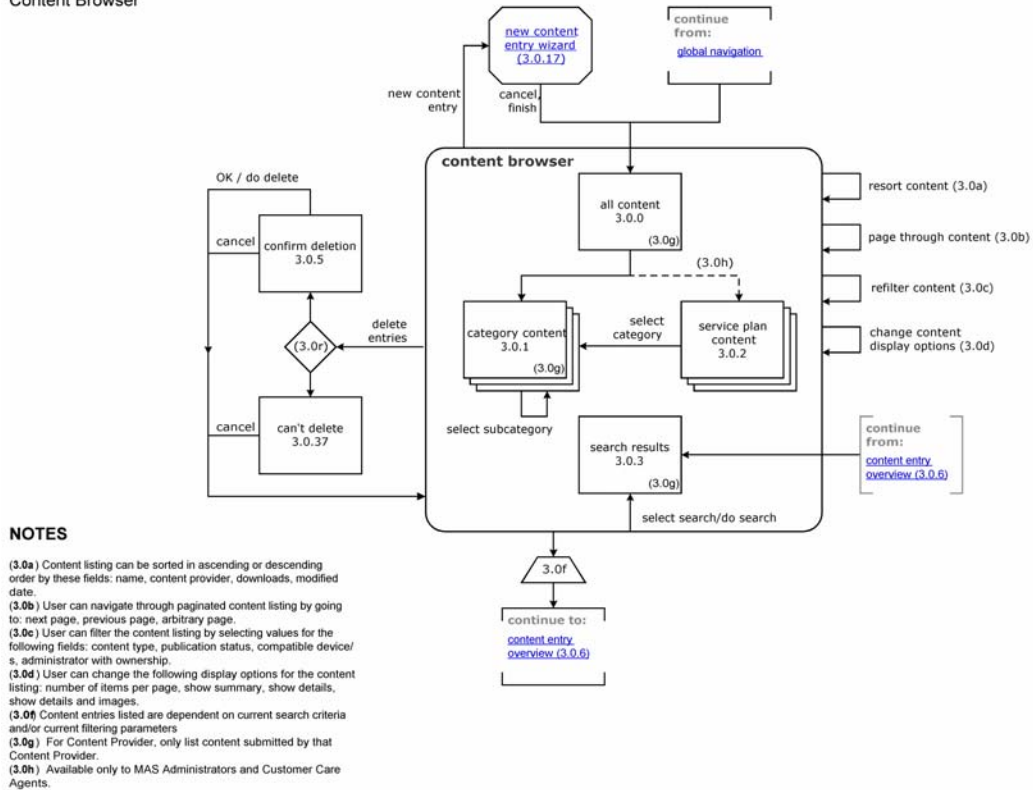 Content Browser
new content
entry wizard
(3.0.17)
continue
from:
global navigation
new content
entry
cancel,
finish
content browser
OK / do delete
all content
3.0.0
(3.0g)
resort content (3.0a)
cancel
confirm deletion
3.0.5
page through content (3.0b)
(3.0h)
refilter content (3.0c)
delete
entries
(3.0r)
category content
3.0.1
(3.0g)
select
category
service plan
content
3.0.2
change content
display options (3.0d)
cancel
can't delete
3.0.37
select subcategory
search results
3.0.3
(3.0g)
continue
from:
content entry
overview (3.0.6)
select search/do search
3.0f
continue to:
content entry
overview (3.0.6)
NOTES
(3.0a) Content listing can be sorted in ascending or descending
order by these fields: name, content provider, downloads, modified
date.
(3.0b) User can navigate through paginated content listing by going
to: next page, previous page, arbitrary page.
(3.0c) User can filter the content listing by selecting values for the
following fields: content type, publication status, compatible device/
s, administrator with ownership.
(3.0d) User can change the following display options for the content
listing: number of items per page, show summary, show details,
show details and images.
(3.0f) Content entries listed are dependent on current search criteria
and/or current filtering parameters
(3.0g) For Content Provider, only list content submitted by that
Content Provider.
(3.0h) Available only to MAS Administrators and Customer Care
Agents.